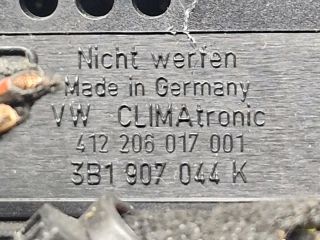 Nicht werfen
Made in Germany
VW CLIMAtronic
412 206 017 001
3B1 907 044 K